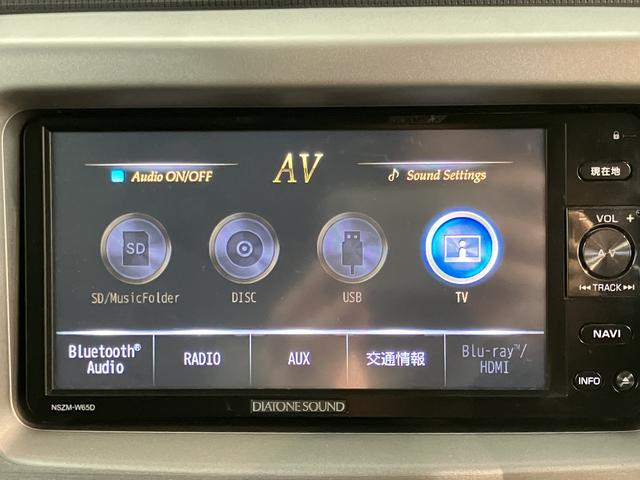 Audio ON/OFF
AV
Sound Settings
SD
SD/MusicFolder
DISC
USB
TV
Bluetooth®
Audio
RADIO
AUX
交通情報
Blu-ray™/
HDMI
NSZM-W65D
DIATONE SOUND
現在地
- VOL +
AV
TRACK
NAVI
INFO